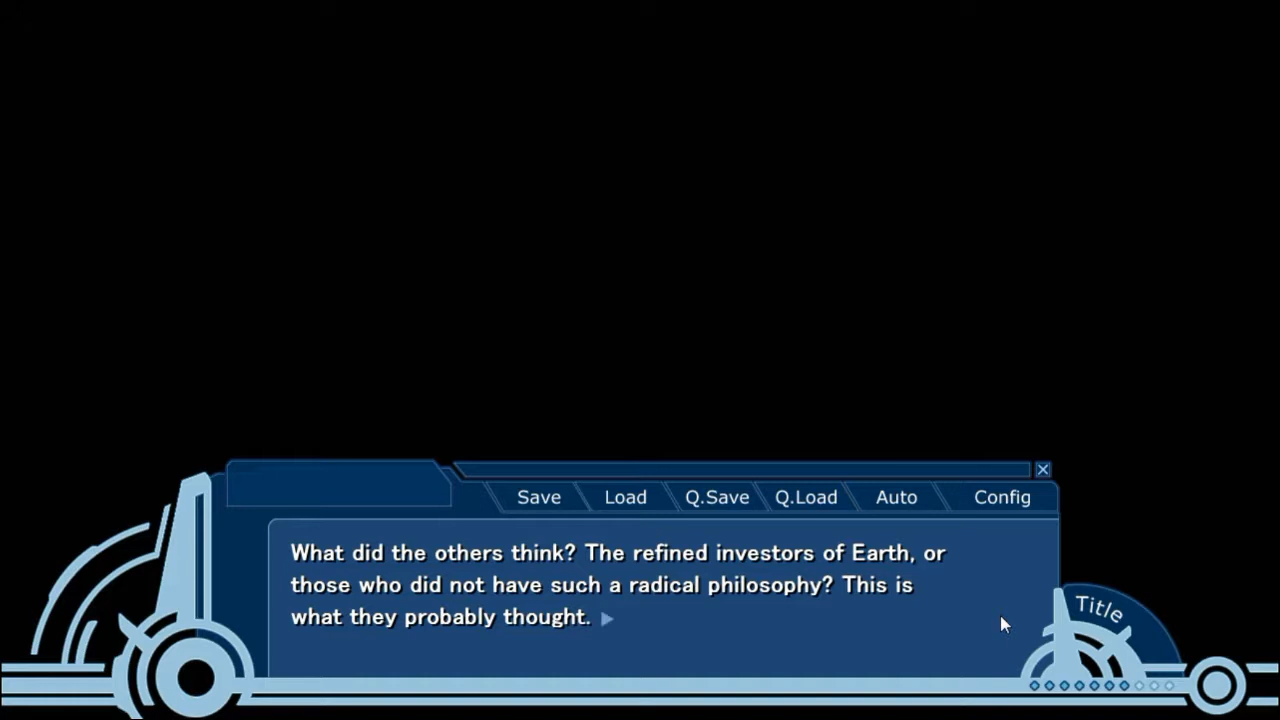 Save Load Q.Save Q.Load Auto Config
What did the others think? The refined investors of Earth, or
those who did not have such a radical philosophy? This is
what they probably thought.
Title